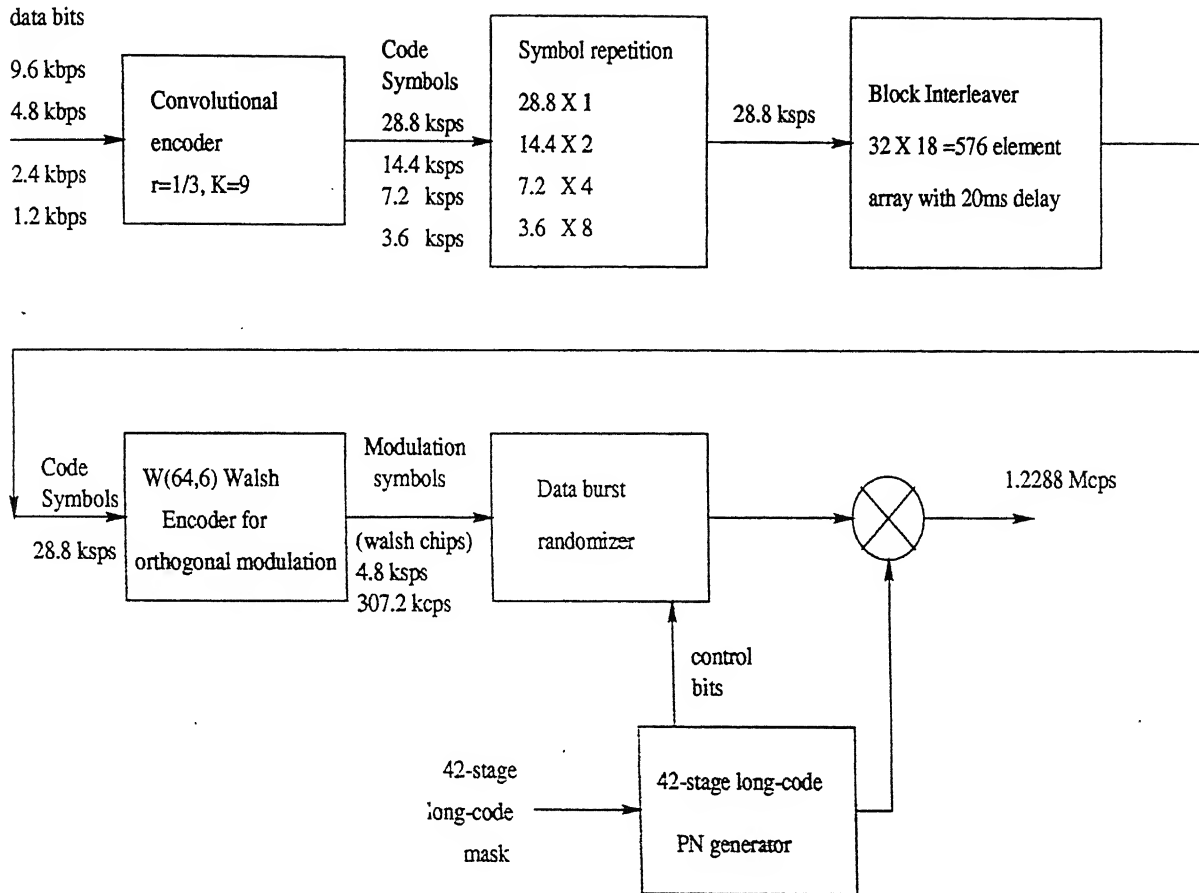 data bits
9.6 kbps
4.8 kbps
2.4 kbps
1.2 kbps
Convolutional
encoder
r=1/3, K=9
Code
Symbols
28.8 ksps
14.4 ksps
7.2 ksps
3.6 ksps
Symbol repetition
28.8 X 1
14.4 X 2
7.2 X 4
3.6 X 8
28.8 ksps
Block Interleaver
32 X 18 =576 element
array with 20ms delay
Code
Symbols
28.8 ksps
W(64,6) Walsh
Encoder for
orthogonal modulation
Modulation
symbols
(walsh chips)
4.8 ksps
307.2 kcps
Data burst
randomizer
1.2288 Mcps
control
bits
42-stage
long-code
mask
42-stage long-code
PN generator